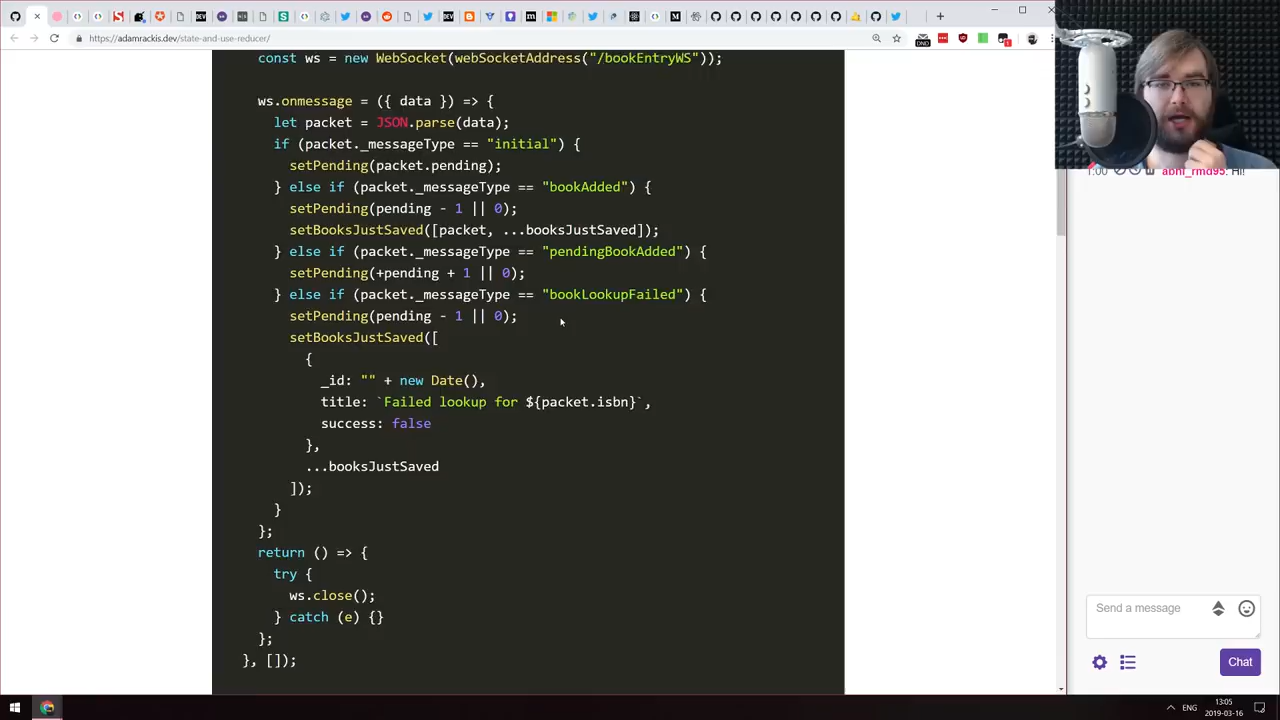 https://adamrackis.dev/state-and-use-reducer/
const ws = new WebSocket(webSocketAddress("/bookEntryWS"));
ws.onmessage = ({ data }) => {
let packet = JSON.parse(data);
if (packet._messageType == "initial") {
setPending(packet.pending);
} else if (packet._messageType == "bookAdded") {
setPending(pending - 1 || 0);
setBooksJustSaved([packet, ...booksJustSaved]);
} else if (packet._messageType == "pendingBookAdded") {
setPending(+pending + 1 || 0);
} else if (packet._messageType == "bookLookupFailed") {
setPending(pending - 1 || 0);
setBooksJustSaved([
{
_id: "" + new Date(),
title: `Failed lookup for ${packet.isbn}`,
success: false
},
...booksJustSaved
]);
}
};
return () => {
try {
ws.close();
} catch (e) {}
};
}, []);
1:00 abhi_rmd95: Hi!
Send a message
Chat
ENG
13:05
2019-03-16